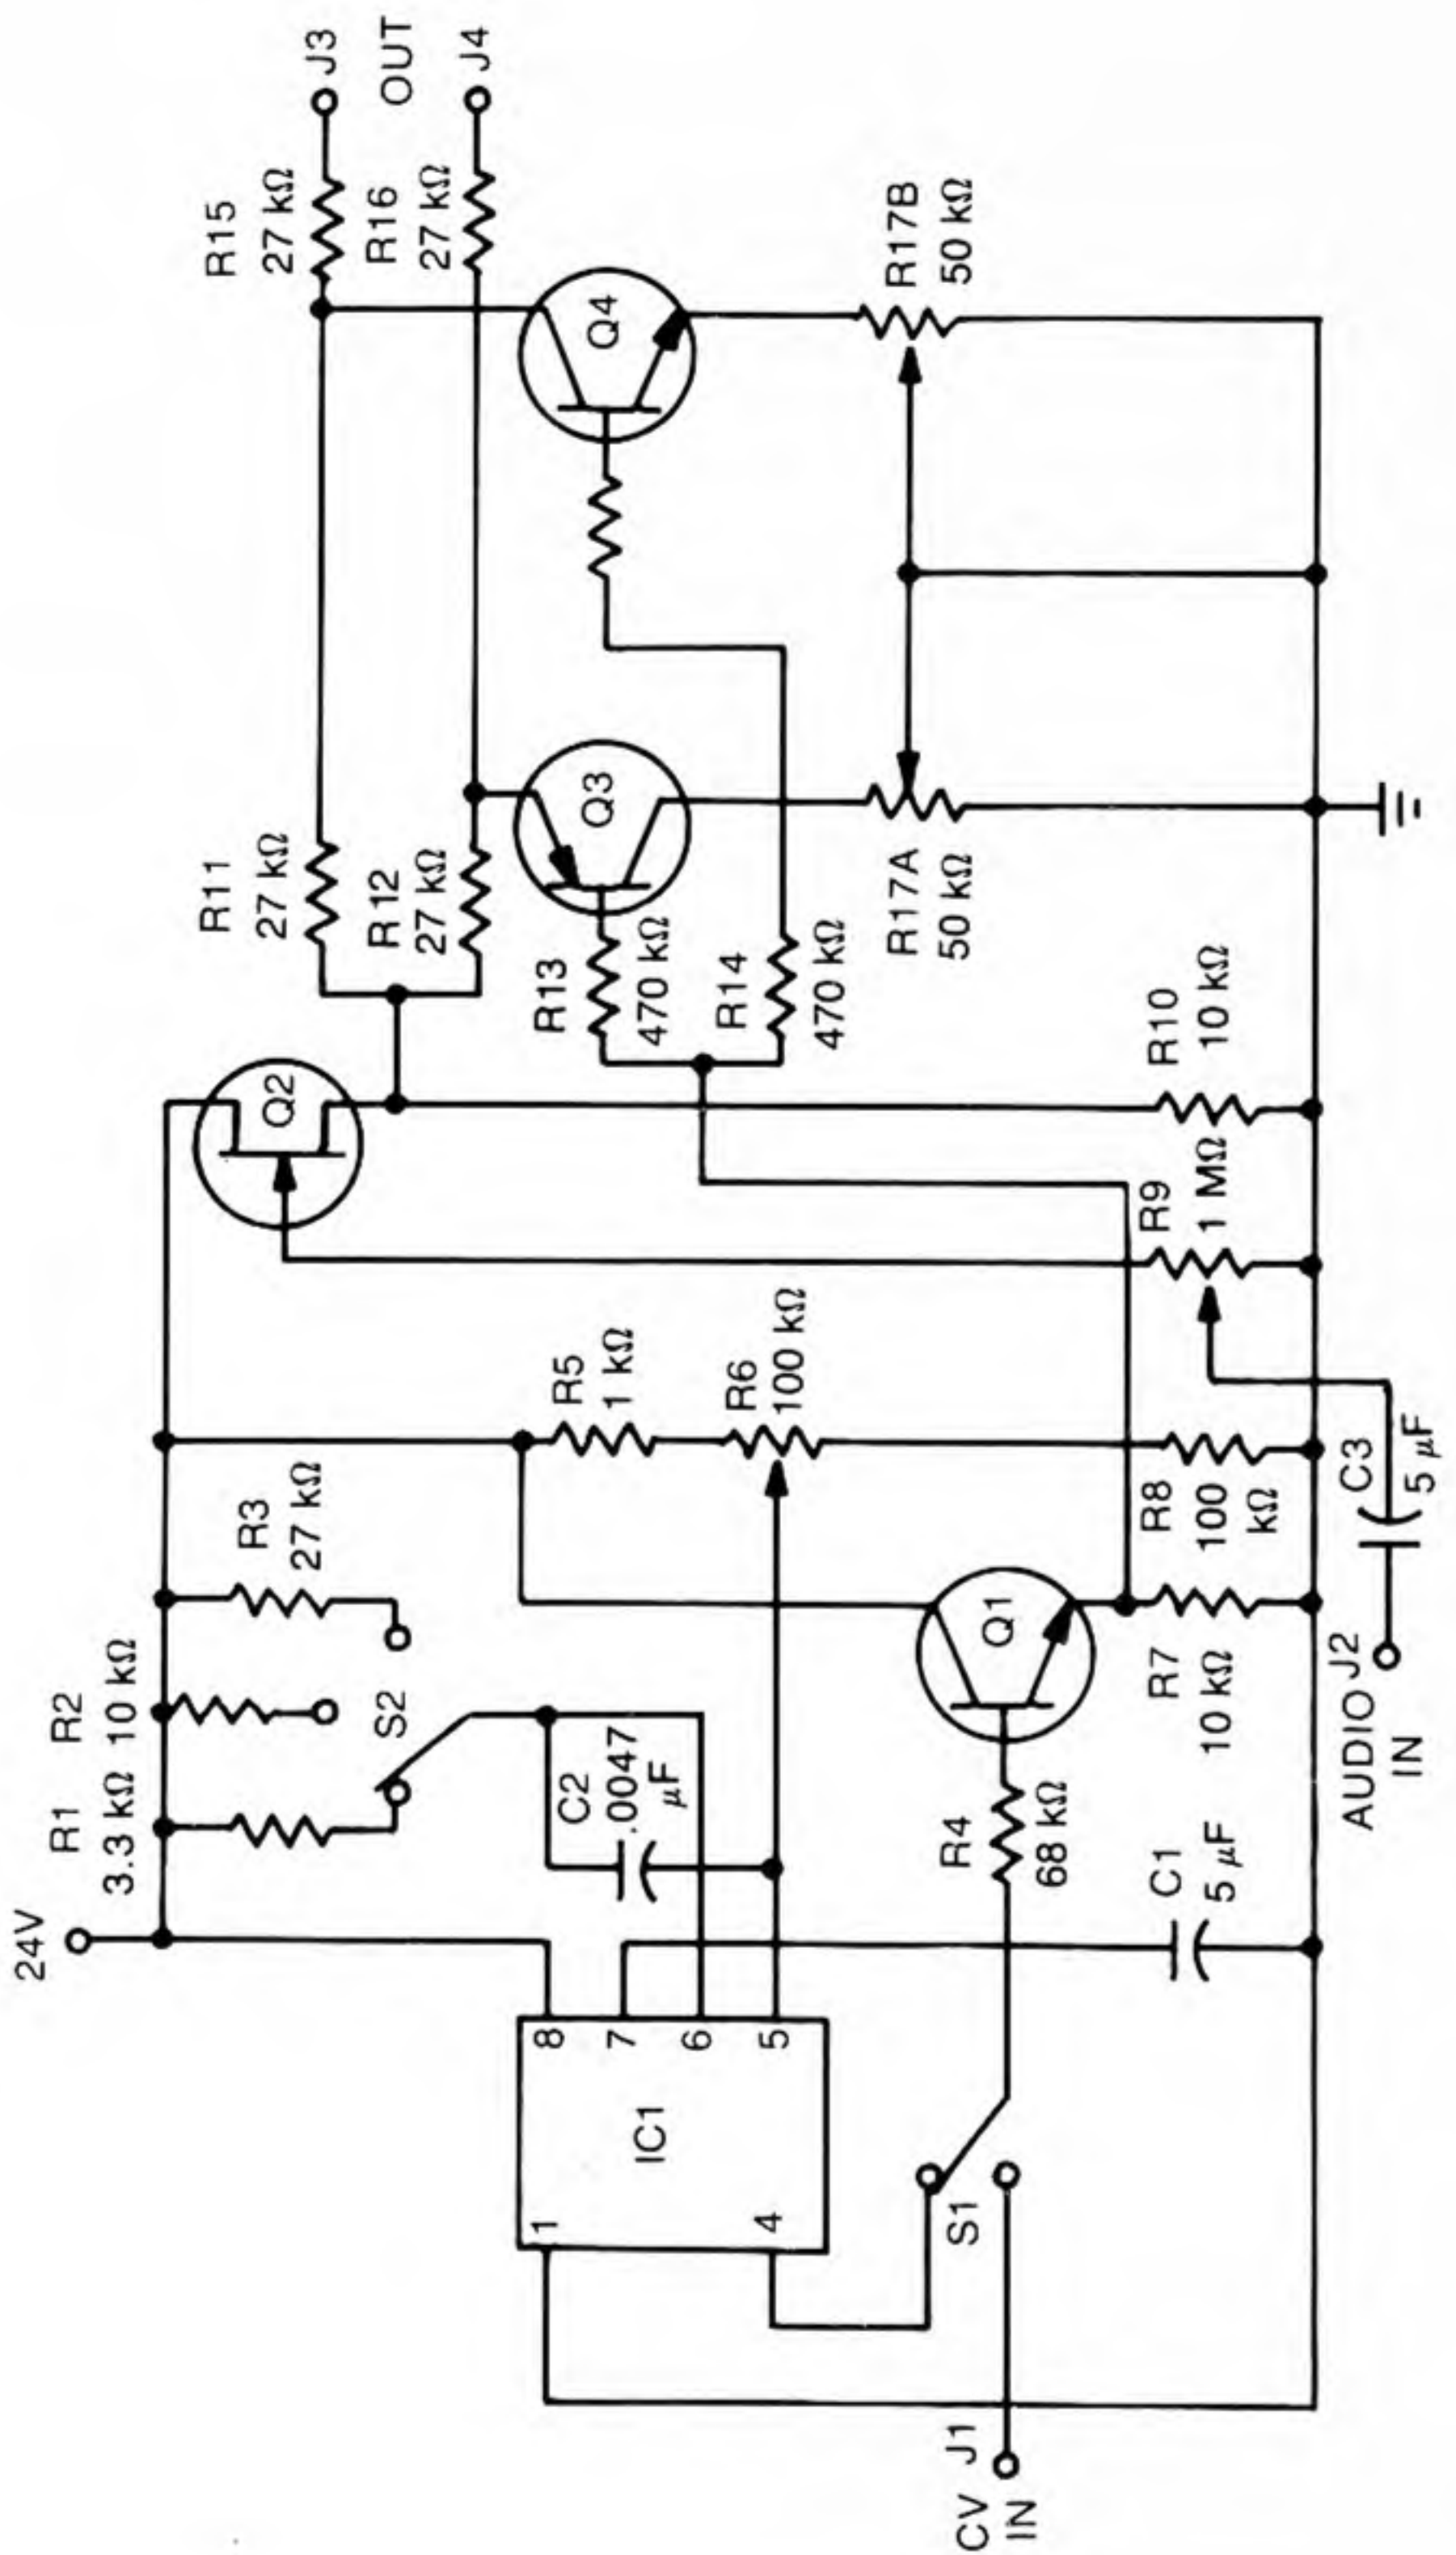 24V
R1
3.3 kΩ
R2
10 kΩ
R3
27 kΩ
S2
C2
.0047
μF
IC1
8
7
6
5
1
4
S1
CV
IN
J1
R4
68 kΩ
C1
5 μF
Q1
R5
1 kΩ
R6
100 kΩ
R7
10 kΩ
R8
100
kΩ
R9
1 MΩ
R10
10 kΩ
AUDIO
IN
J2
C3
5 μF
Q2
R11
27 kΩ
R12
27 kΩ
R13
470 kΩ
R14
470 kΩ
Q3
Q4
R17A
50 kΩ
R17B
50 kΩ
R15
27 kΩ
R16
27 kΩ
J3
OUT
J4